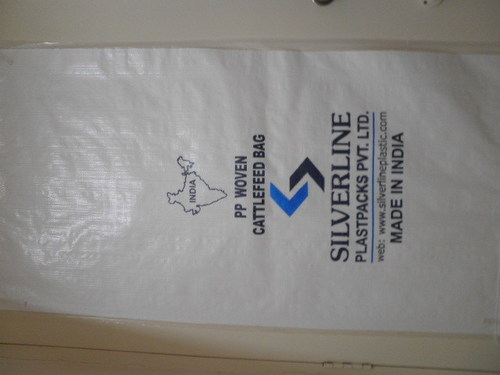 INDIA
PP WOVEN
CATTLEFEED BAG
SILVERLINE
PLASTPACKS PVT. LTD.
web: www.silverlineplastic.com
MADE IN INDIA